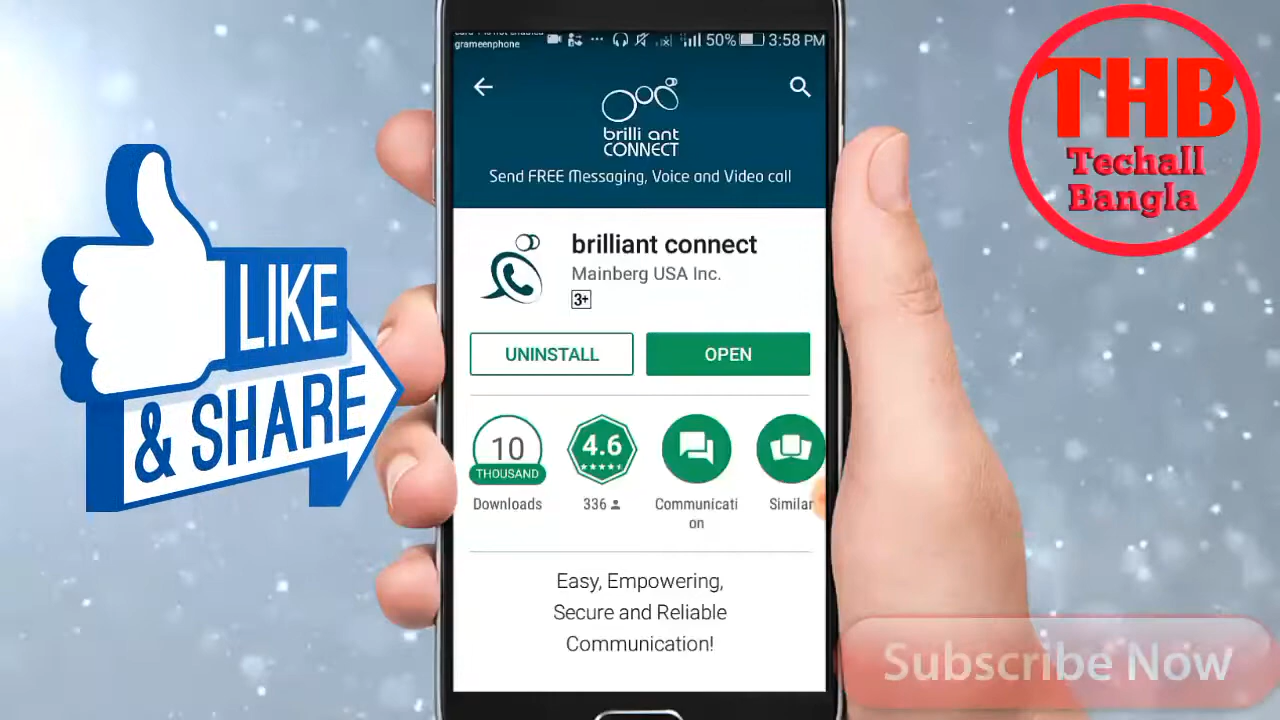 grameenphone
50%
3:58 PM
brilli ant
CONNECT
Send FREE Messaging, Voice and Video call
brilliant connect
Mainberg USA Inc.
3+
UNINSTALL
OPEN
10
THOUSAND
4.6
Downloads
336
Communicati
on
Similar
Easy, Empowering,
Secure and Reliable
Communication!
LIKE
& SHARE
THB
Techall
Bangla
Subscribe Now